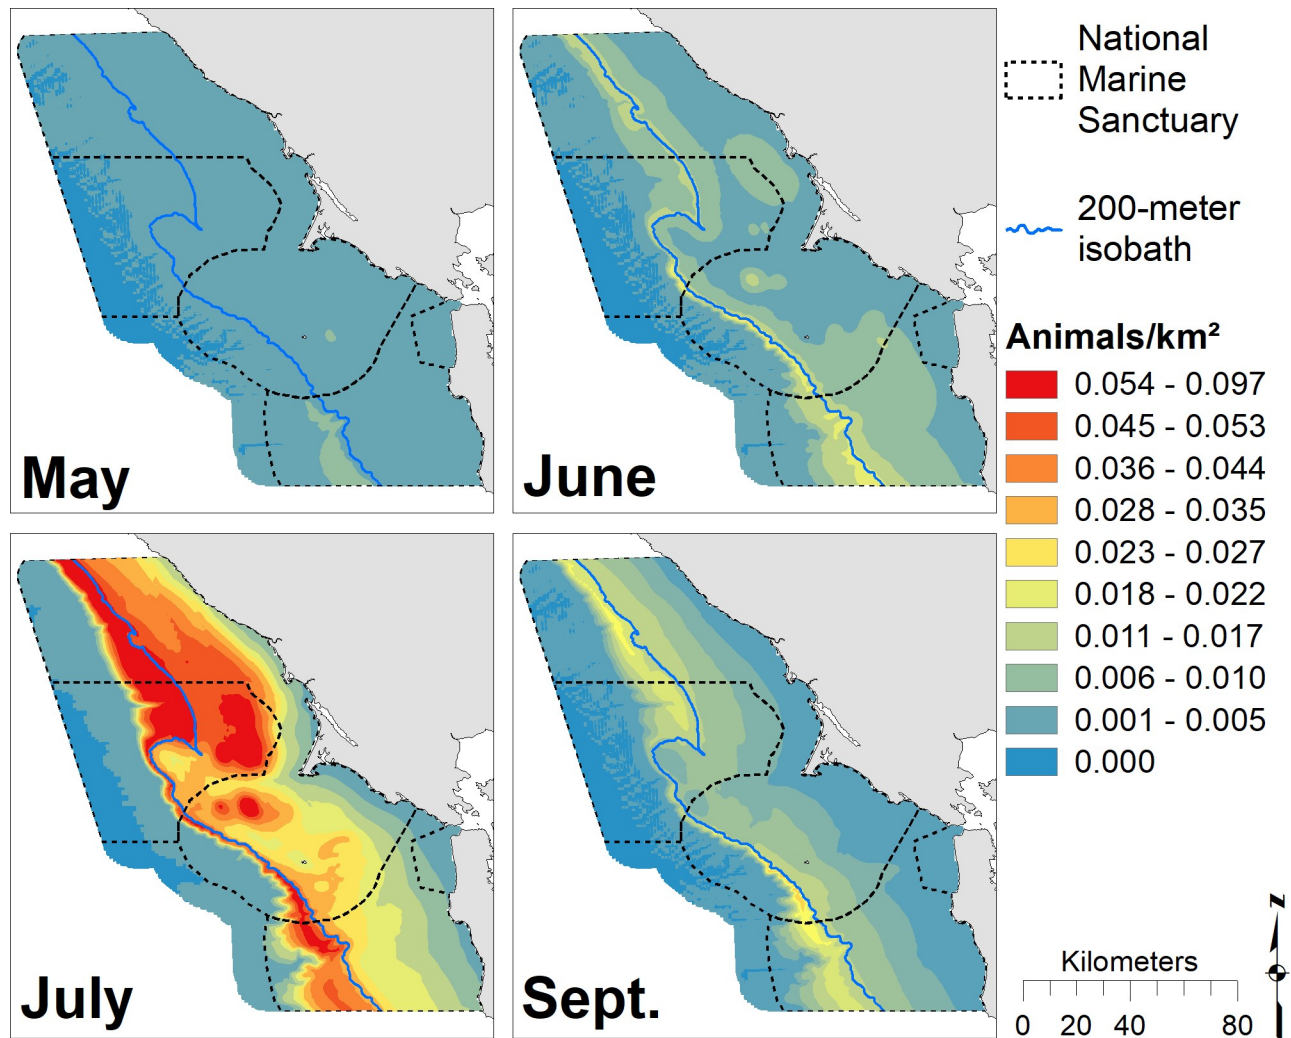 May
June
July
Sept.
National
Marine
Sanctuary
200-meter
isobath
Animals/km²
0.054 - 0.097
0.045 - 0.053
0.036 - 0.044
0.028 - 0.035
0.023 - 0.027
0.018 - 0.022
0.011 - 0.017
0.006 - 0.010
0.001 - 0.005
0.000
Kilometers
0 20 40 80
N